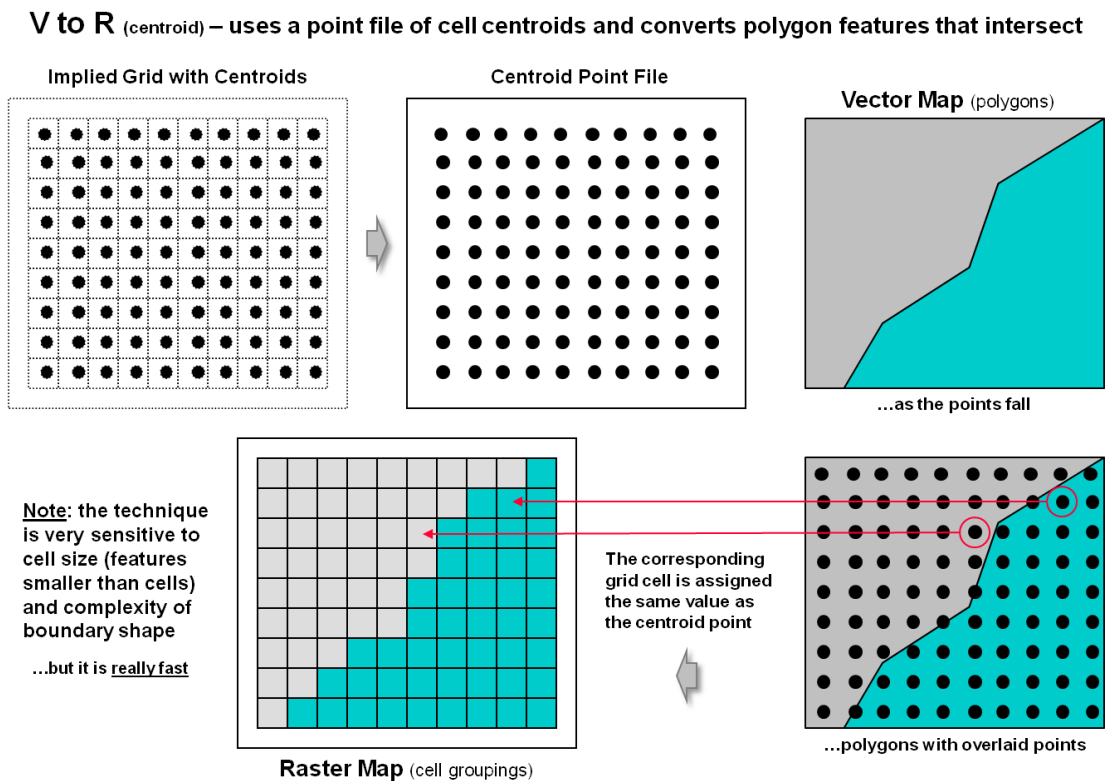 V to R (centroid) – uses a point file of cell centroids and converts polygon features that intersect
Implied Grid with Centroids
Centroid Point File
Vector Map (polygons)
…as the points fall
Note: the technique
is very sensitive to
cell size (features
smaller than cells)
and complexity of
boundary shape
…but it is really fast
The corresponding
grid cell is assigned
the same value as
the centroid point
…polygons with overlaid points
Raster Map (cell groupings)